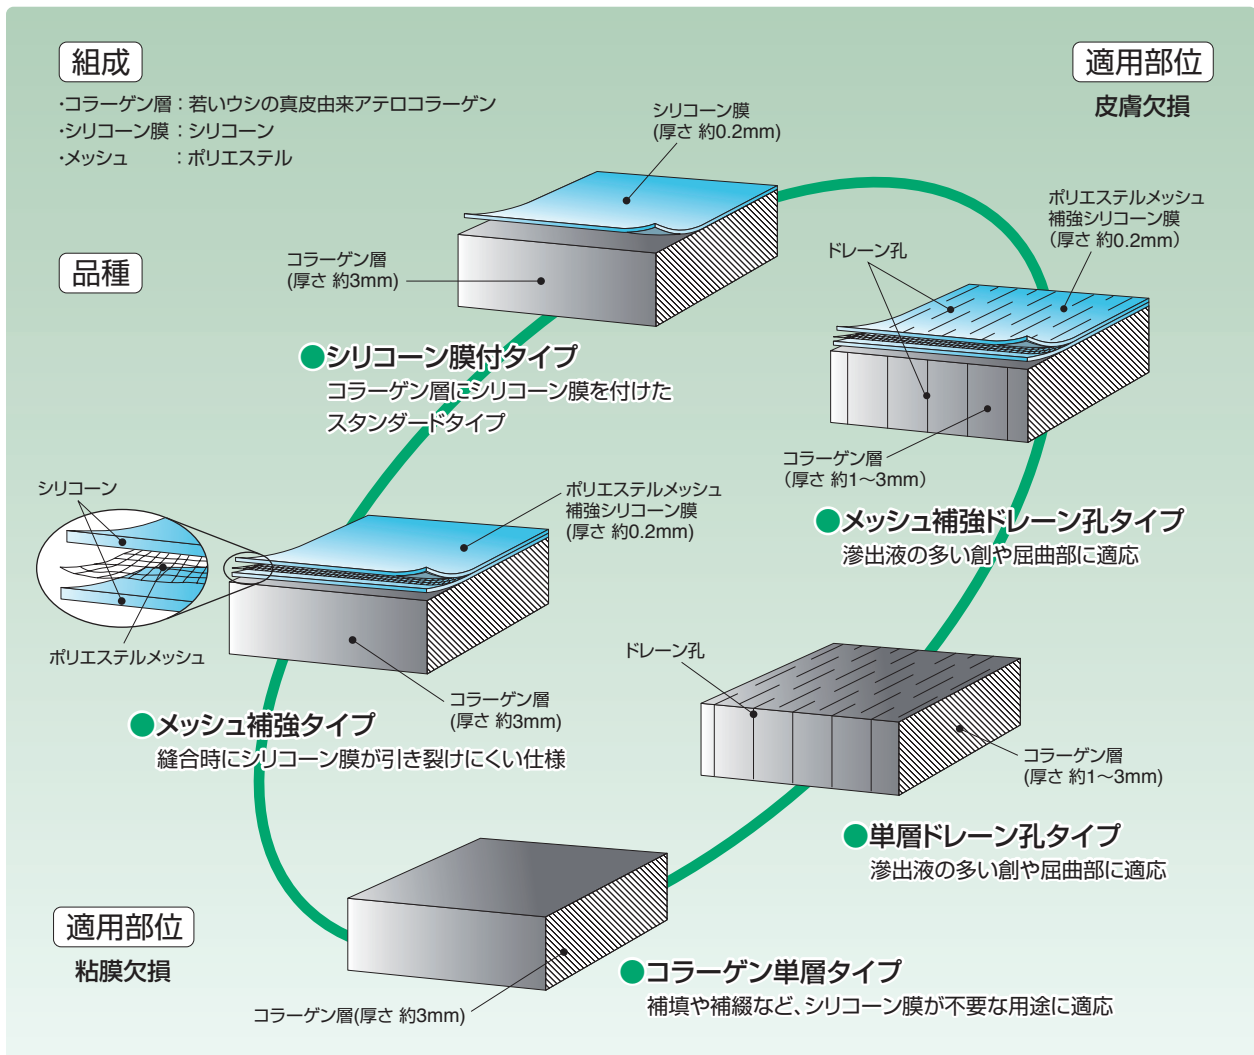 組成
・コラーゲン層：若いウシの真皮由来アテロコラーゲン
・シリコーン膜：シリコーン
・メッシュ　　：ポリエステル
適用部位
皮膚欠損
品種
シリコーン膜
(厚さ 約0.2mm)
コラーゲン層
(厚さ 約3mm)
●シリコーン膜付タイプ
コラーゲン層にシリコーン膜を付けた
スタンダードタイプ
ポリエステルメッシュ
補強シリコーン膜
(厚さ 約0.2mm)
ドレーン孔
コラーゲン層
(厚さ 約1〜3mm)
●メッシュ補強ドレーン孔タイプ
滲出液の多い創や屈曲部に適応
シリコーン
ポリエステルメッシュ
ポリエステルメッシュ
補強シリコーン膜
(厚さ 約0.2mm)
コラーゲン層
(厚さ 約3mm)
●メッシュ補強タイプ
縫合時にシリコーン膜が引き裂けにくい仕様
ドレーン孔
コラーゲン層
(厚さ 約1〜3mm)
●単層ドレーン孔タイプ
滲出液の多い創や屈曲部に適応
適用部位
粘膜欠損
コラーゲン層(厚さ 約3mm)
●コラーゲン単層タイプ
補填や補綴など、シリコーン膜が不要な用途に適応